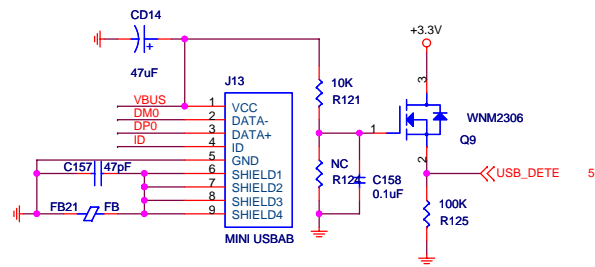 CD14
47uF
+3.3V
J13
VBUS 1 VCC
DM0 2 DATA-
DP0 3 DATA+
ID 4 ID
5 GND
6 SHIELD1
7 SHIELD2
8 SHIELD3
9 SHIELD4
MINI USBAB
C157 47pF
FB21 FB
10K
R121
NC
R124
C158
0.1uF
1
3
2
WNM2306
Q9
USB_DETE 5
100K
R125